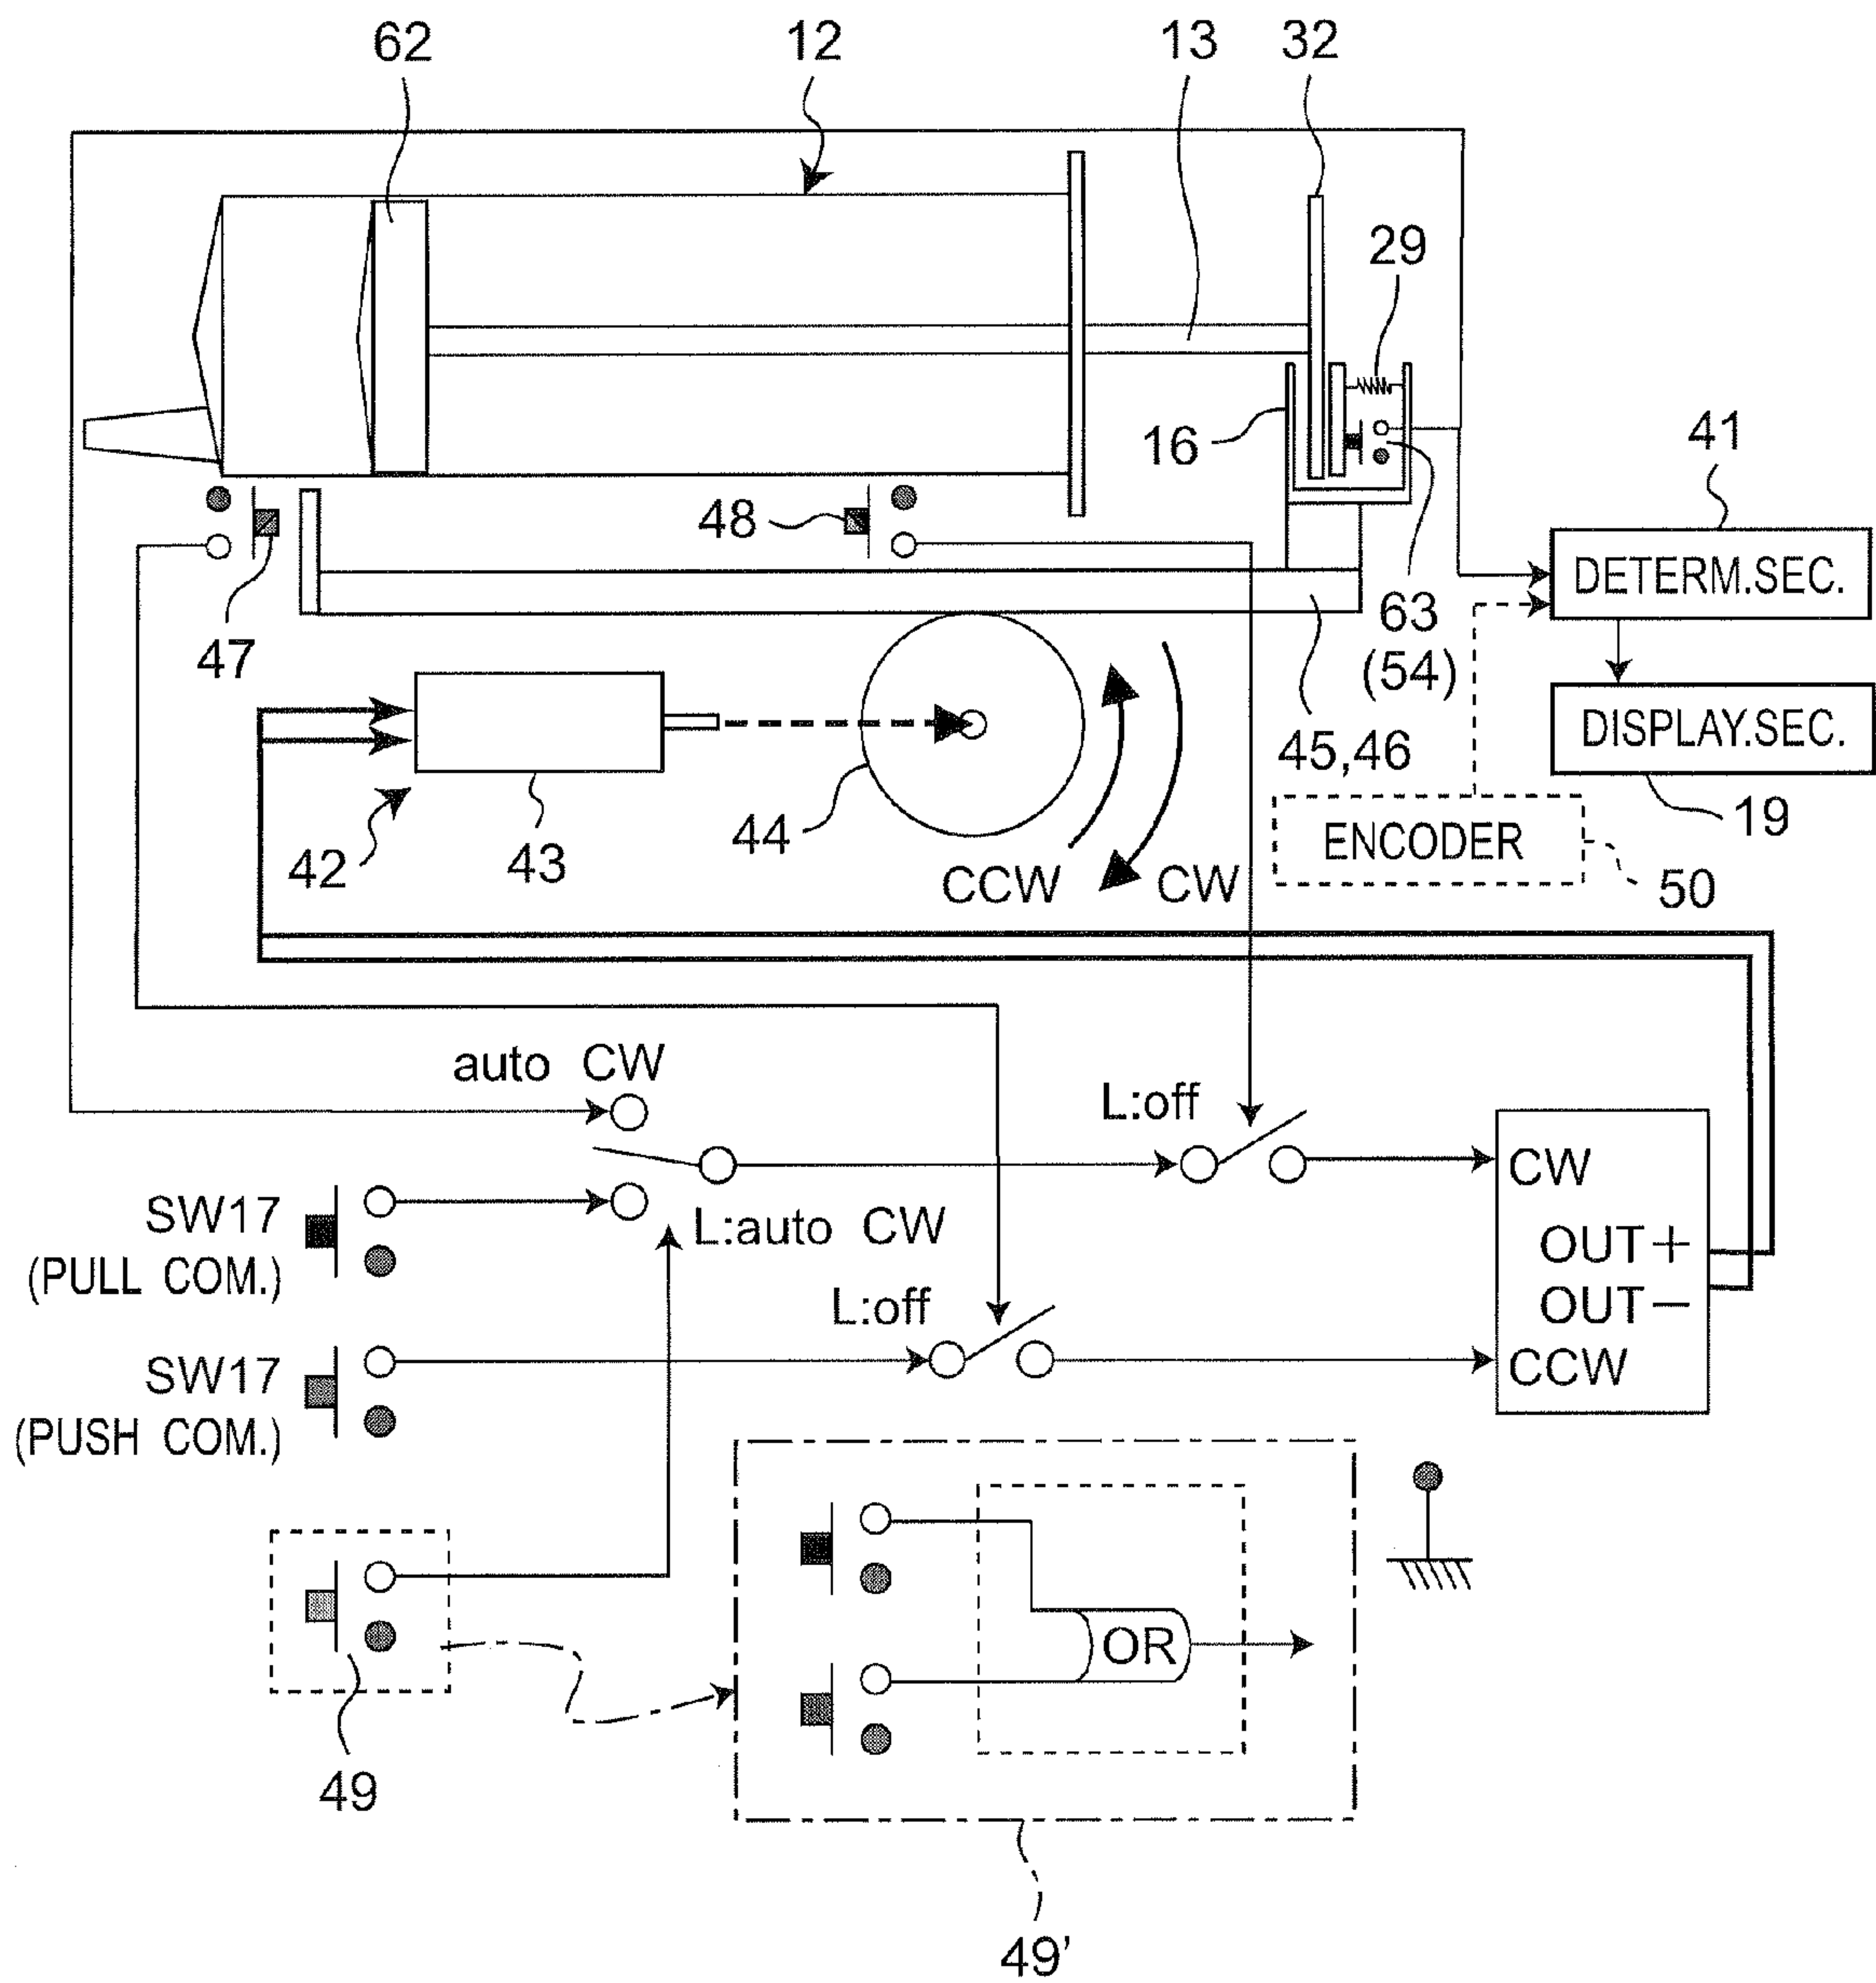 62
12
13
32
29
16
48
47
41
DETERM.SEC.
63
(54)
DISPLAY.SEC.
45,46
19
42
43
44
CCW
CW
ENCODER
50
auto CW
L:off
CW
SW17
(PULL COM.)
L:auto CW
OUT+
OUT−
L:off
SW17
(PUSH COM.)
CCW
OR
49
49’